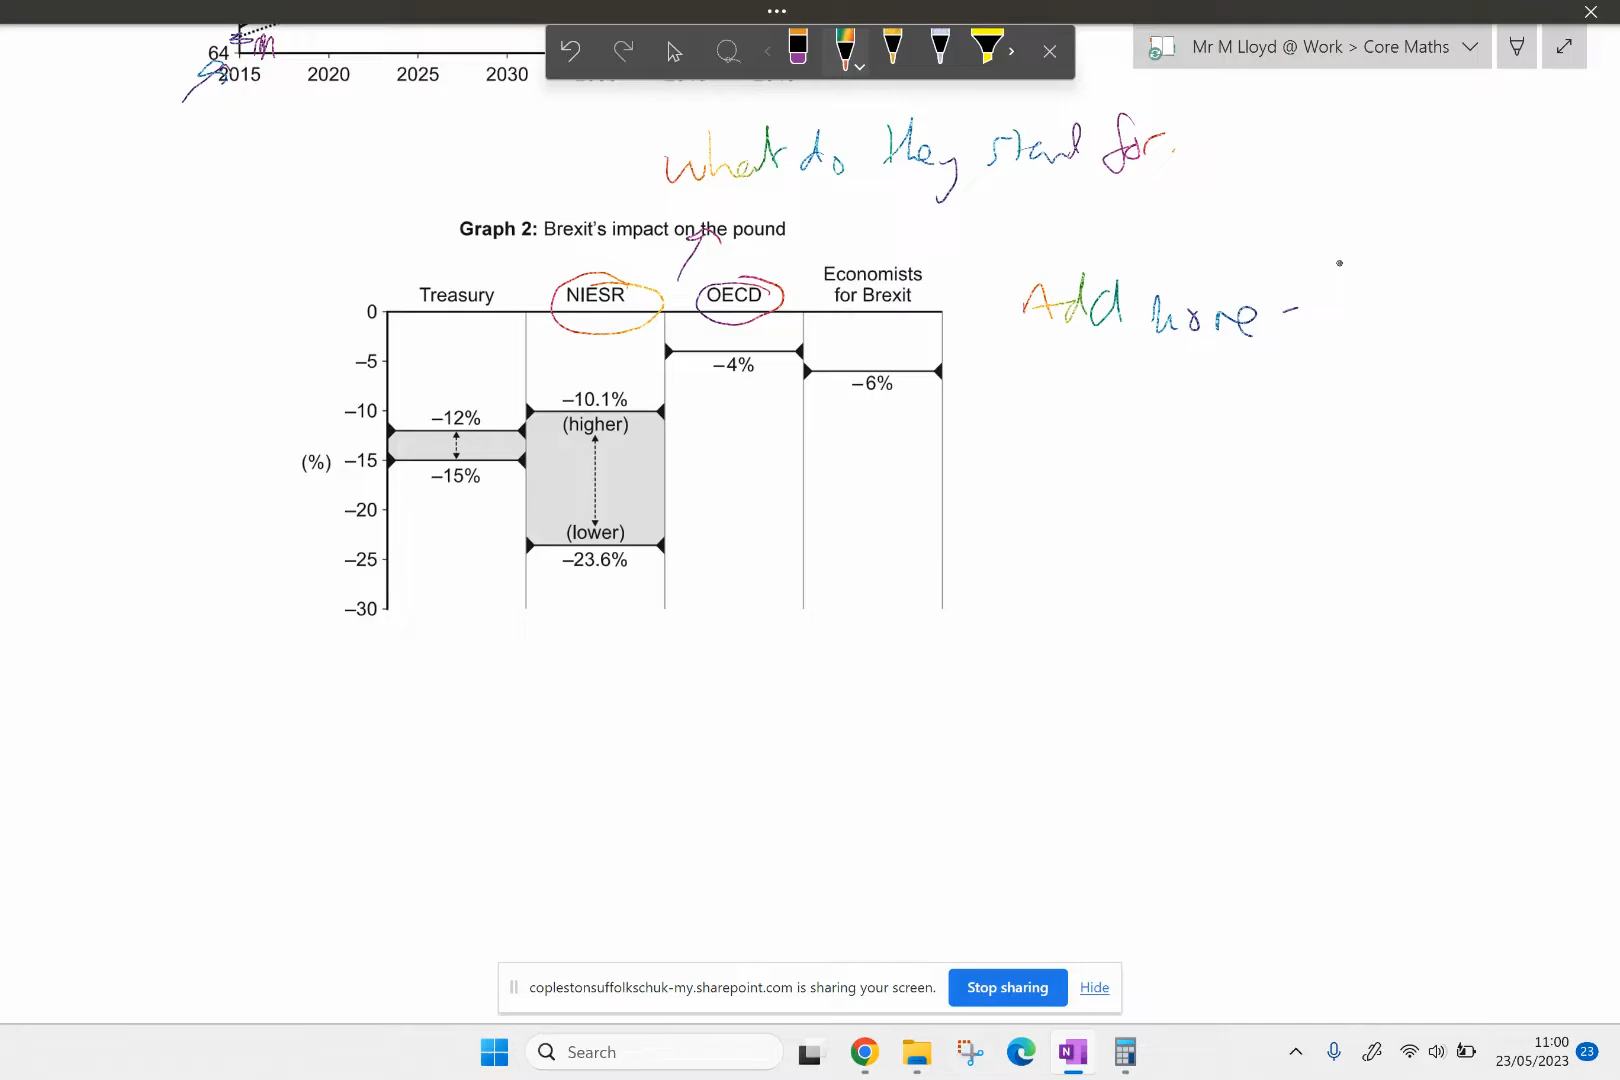 Mr M Lloyd @ Work > Core Maths
64
2015 2020 2025 2030
What do they stand for.
Graph 2: Brexit's impact on the pound
Treasury NIESR OECD Economists for Brexit
Add more -
0
–5
–4%
–6%
–10
–10.1%
–12%
(higher)
(%) –15
–15%
–20
(lower)
–25
–23.6%
–30
coplestonsuffolkschuk-my.sharepoint.com is sharing your screen. Stop sharing Hide
Search
11:00
23/05/2023
23